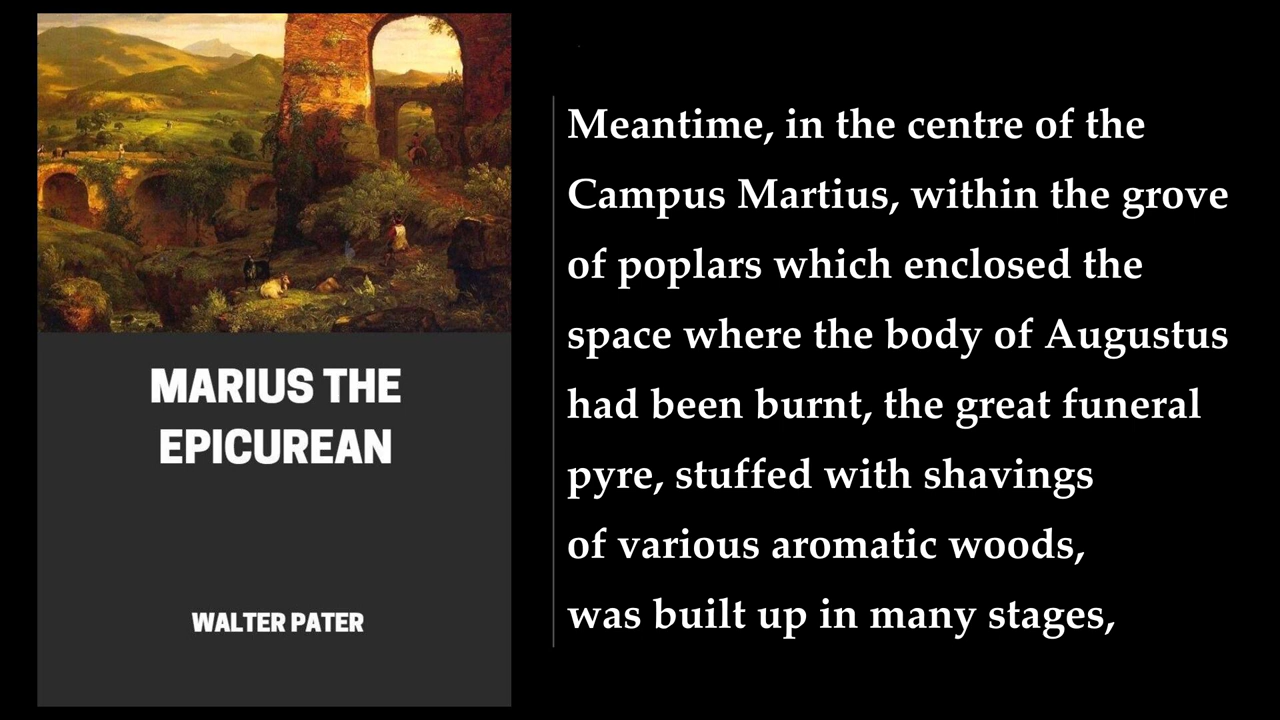 MARIUS THE
EPICUREAN
WALTER PATER
Meantime, in the centre of the
Campus Martius, within the grove
of poplars which enclosed the
space where the body of Augustus
had been burnt, the great funeral
pyre, stuffed with shavings
of various aromatic woods,
was built up in many stages,